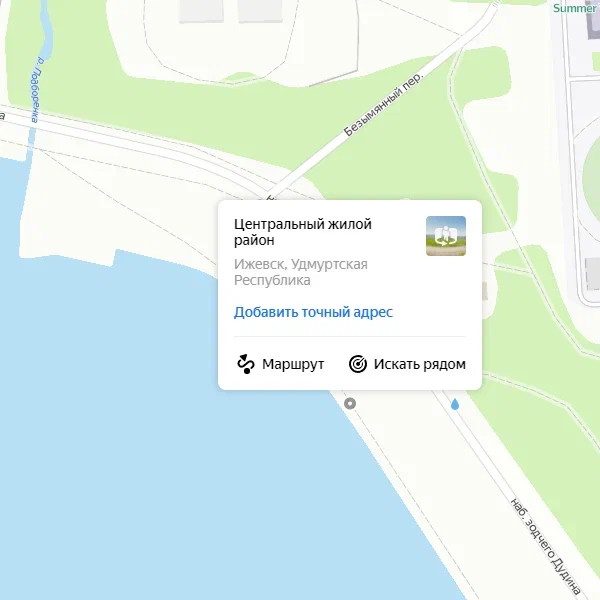 Summer
р. Подборенка
а
Безымянный пер.
Центральный жилой
район
Ижевск, Удмуртская
Республика
Добавить точный адрес
Маршрут
Искать рядом
наб. зодчего Дудина